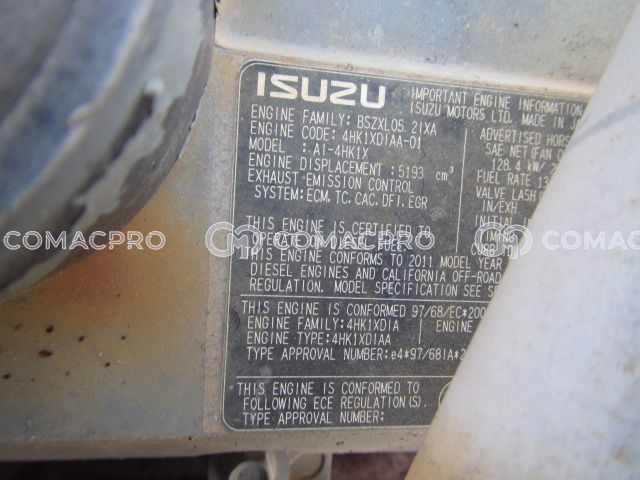 ISUZU IMPORTANT ENGINE INFORMATION
ISUZU MOTORS LTD. MADE IN
ENGINE FAMILY: BSZXL05.2IXA
ENGINE CODE: 4HK1XDIAA-01
MODEL : AI-4HK1X
ENGINE DISPLACEMENT :5193 cm³
EXHAUST EMISSION CONTROL
SYSTEM:ECM, TC, CAC, DFI, EGR
ADVERTISED
SAE NET
128.4 kW/
FUEL RATE
VALVE LASH
IN/EXH
INITIAL
TIMING
THIS ENGINE IS CERTIFIED TO
OPERATION DIESEL FUEL
THIS ENGINE CONFORMS TO 2011 MODEL YEAR
DIESEL ENGINES AND CALIFORNIA OFF-ROAD
REGULATION. MODEL SPECIFICATION SEE
THIS ENGINE IS CONFORMED 97/68/EC*
ENGINE FAMILY:4HK1XDIA ENGINE
ENGINE TYPE:4HK1XDIAA
TYPE APPROVAL NUMBER:e4*97/68IA*
THIS ENGINE IS CONFORMED TO
FOLLOWING ECE REGULATION(S).
TYPE APPROVAL NUMBER:
COMACPRO COMACPRO COMACPRO